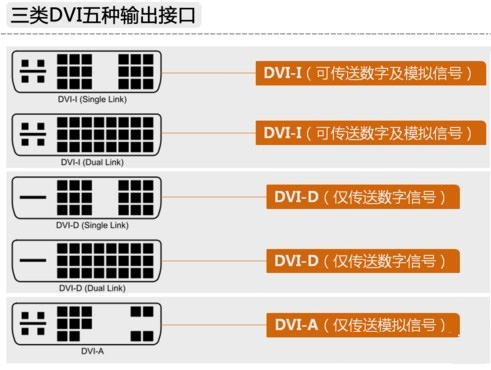 三类DVI五种输出接口
DVI-I（可传送数字及模拟信号）
DVI-I (Single Link)
DVI-I（可传送数字及模拟信号）
DVI-I (Dual Link)
DVI-D（仅传送数字信号）
DVI-D (Single Link)
DVI-D（仅传送数字信号）
DVI-D (Dual Link)
DVI-A（仅传送模拟信号）
DVI-A